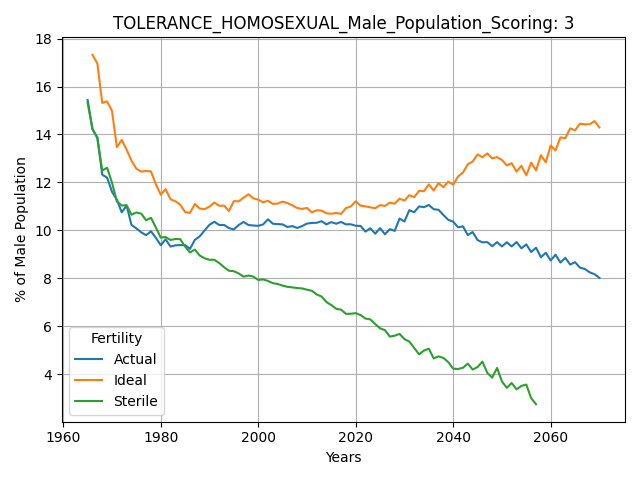 TOLERANCE_HOMOSEXUAL_Male_Population_Scoring: 3
% of Male Population
18
16
14
12
10
8
6
4
Fertility
Actual
Ideal
Sterile
1960 1980 2000 2020 2040 2060
Years